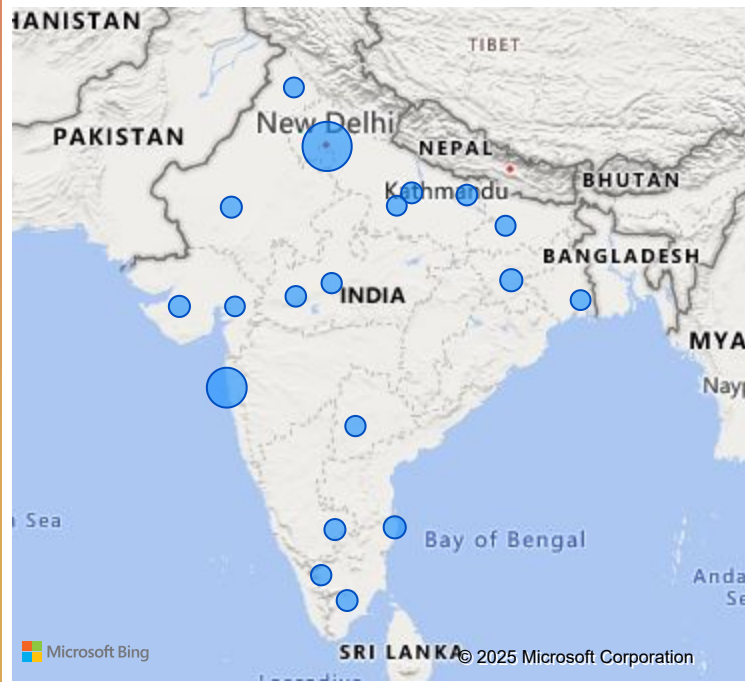 HANISTAN
TIBET
New Delhi
PAKISTAN
NEPAL
Kathmandu
BHUTAN
BANGLADESH
INDIA
MYA
Nayp
Sea
Bay of Bengal
Anda
Se
SRI LANKA
Microsoft Bing
© 2025 Microsoft Corporation